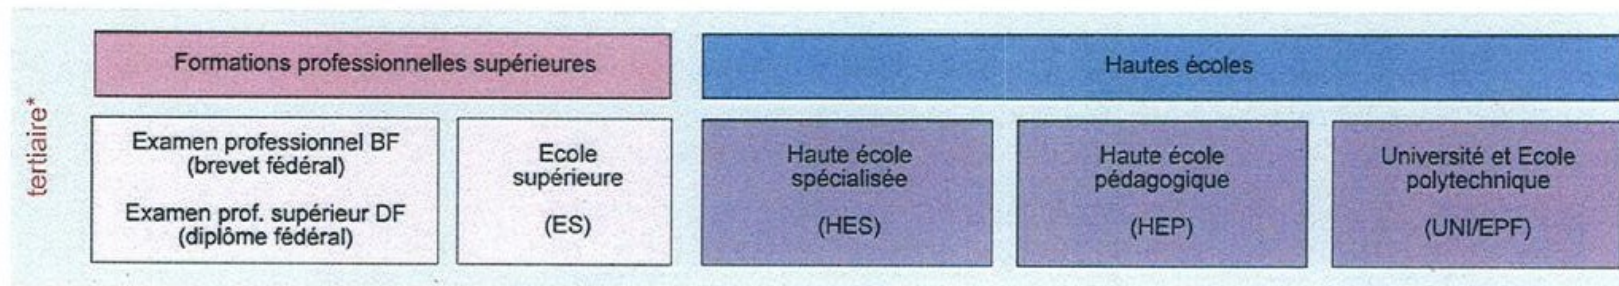 tertiaire*
Formations professionnelles supérieures
Hautes écoles
Examen professionnel BF
(brevet fédéral)
Examen prof. supérieur DF
(diplôme fédéral)
Ecole
supérieure
(ES)
Haute école
spécialisée
(HES)
Haute école
pédagogique
(HEP)
Université et Ecole
polytechnique
(UNI/EPF)